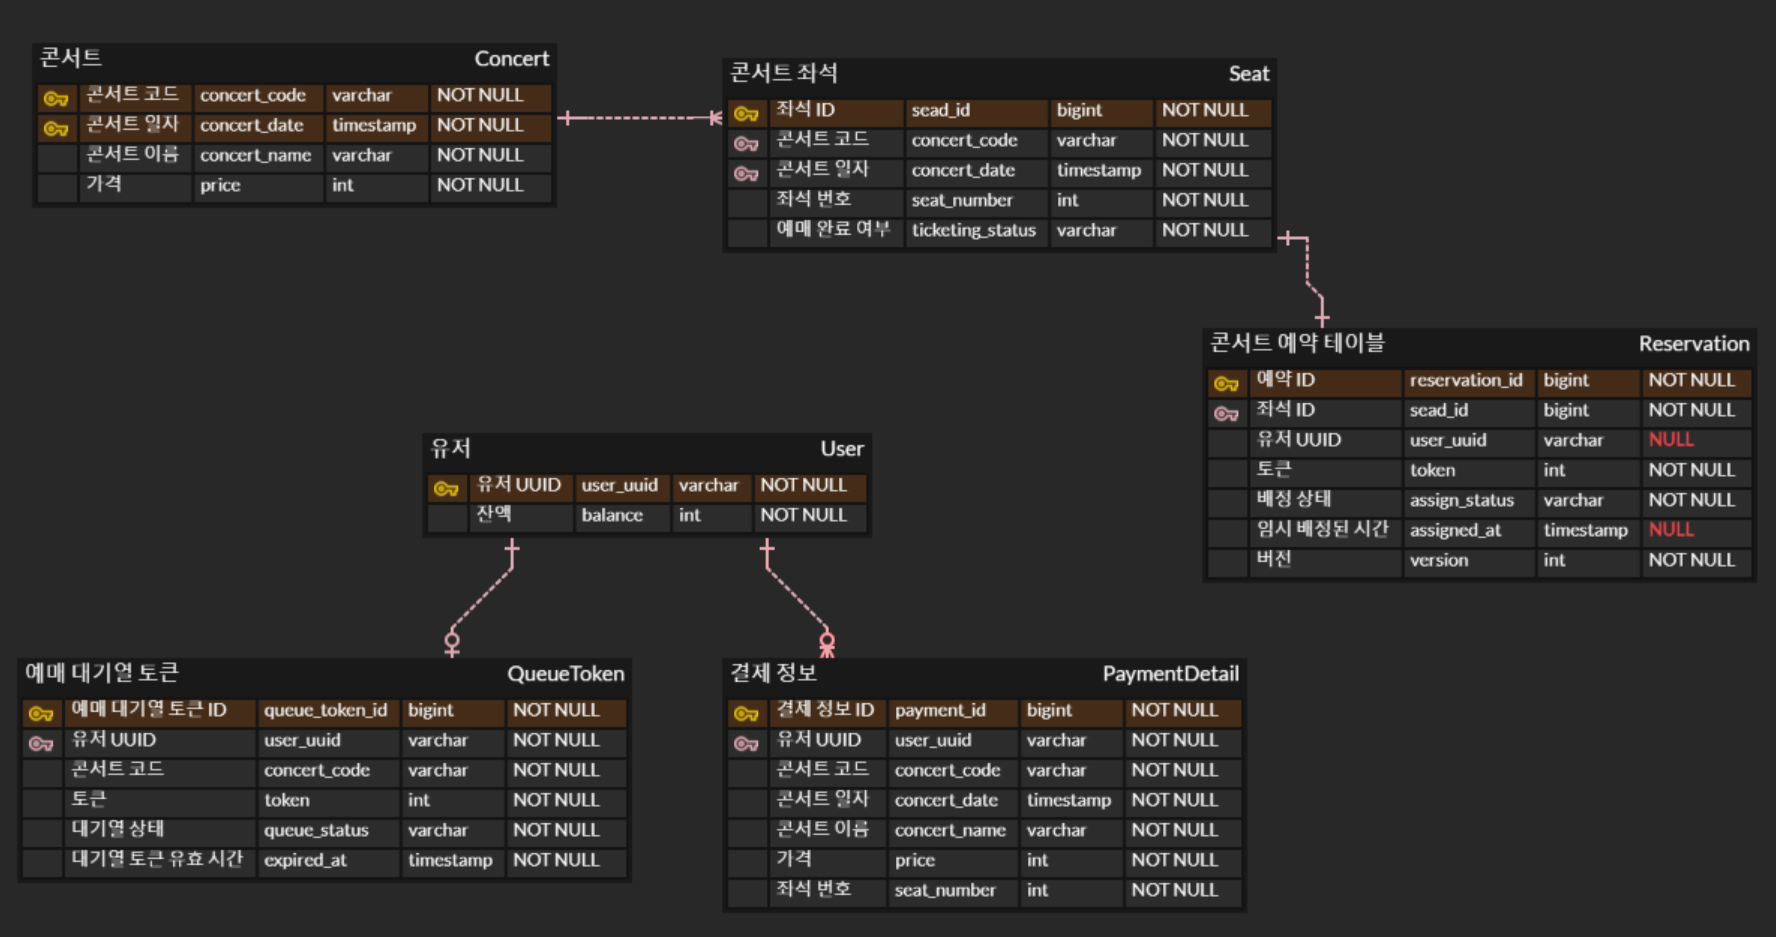 콘서트 Concert
콘서트 코드 concert_code varchar NOT NULL
콘서트 일자 concert_date timestamp NOT NULL
콘서트 이름 concert_name varchar NOT NULL
가격 price int NOT NULL
콘서트 좌석 Seat
좌석 ID sead_id bigint NOT NULL
콘서트 코드 concert_code varchar NOT NULL
콘서트 일자 concert_date timestamp NOT NULL
좌석 번호 seat_number int NOT NULL
예매 완료 여부 ticketing_status varchar NOT NULL
콘서트 예약 테이블 Reservation
예약 ID reservation_id bigint NOT NULL
좌석 ID sead_id bigint NOT NULL
유저 UUID user_uuid varchar NULL
토큰 token int NOT NULL
배정 상태 assign_status varchar NOT NULL
임시 배정된 시간 assigned_at timestamp NULL
버전 version int NOT NULL
유저 User
유저 UUID user_uuid varchar NOT NULL
잔액 balance int NOT NULL
예매 대기열 토큰 QueueToken
예매 대기열 토큰 ID queue_token_id bigint NOT NULL
유저 UUID user_uuid varchar NOT NULL
콘서트 코드 concert_code varchar NOT NULL
토큰 token int NOT NULL
대기열 상태 queue_status varchar NOT NULL
대기열 토큰 유효 시간 expired_at timestamp NOT NULL
결제 정보 PaymentDetail
결제 정보 ID payment_id bigint NOT NULL
유저 UUID user_uuid varchar NOT NULL
콘서트 코드 concert_code varchar NOT NULL
콘서트 일자 concert_date timestamp NOT NULL
콘서트 이름 concert_name varchar NOT NULL
가격 price int NOT NULL
좌석 번호 seat_number int NOT NULL